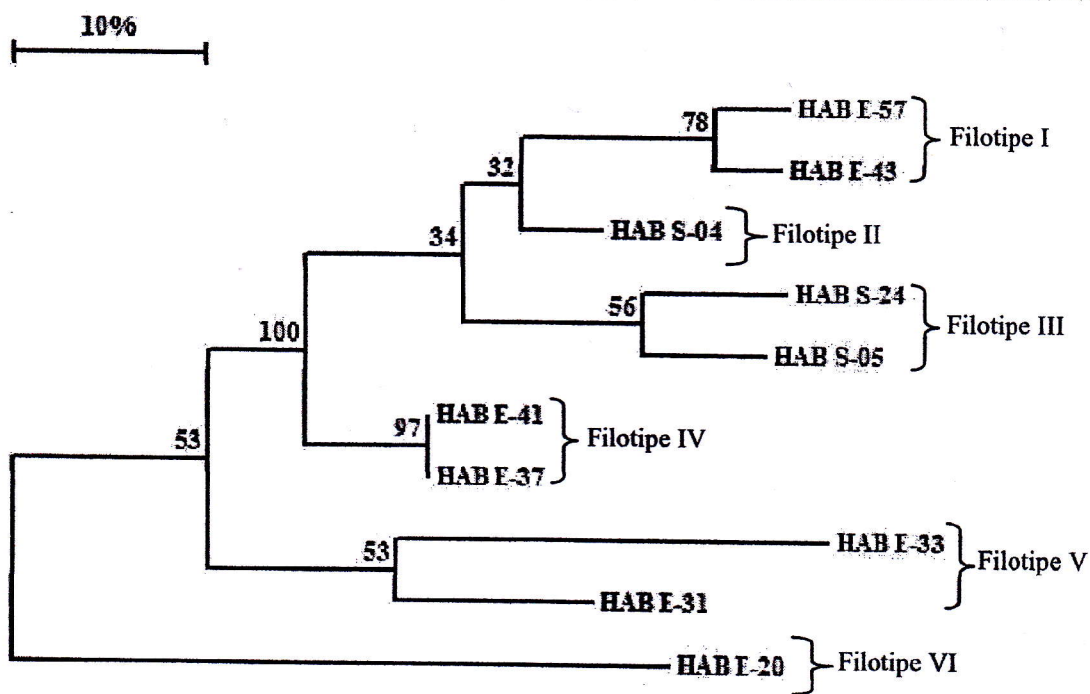 10%
78
HAB E-57
HAB E-43
Filotipe I
32
HAB S-04
Filotipe II
34
HAB S-24
56
HAB S-05
Filotipe III
100
HAB E-41
97
HAB E-37
Filotipe IV
53
HAB E-33
53
HAB E-31
Filotipe V
HAB E-20
Filotipe VI